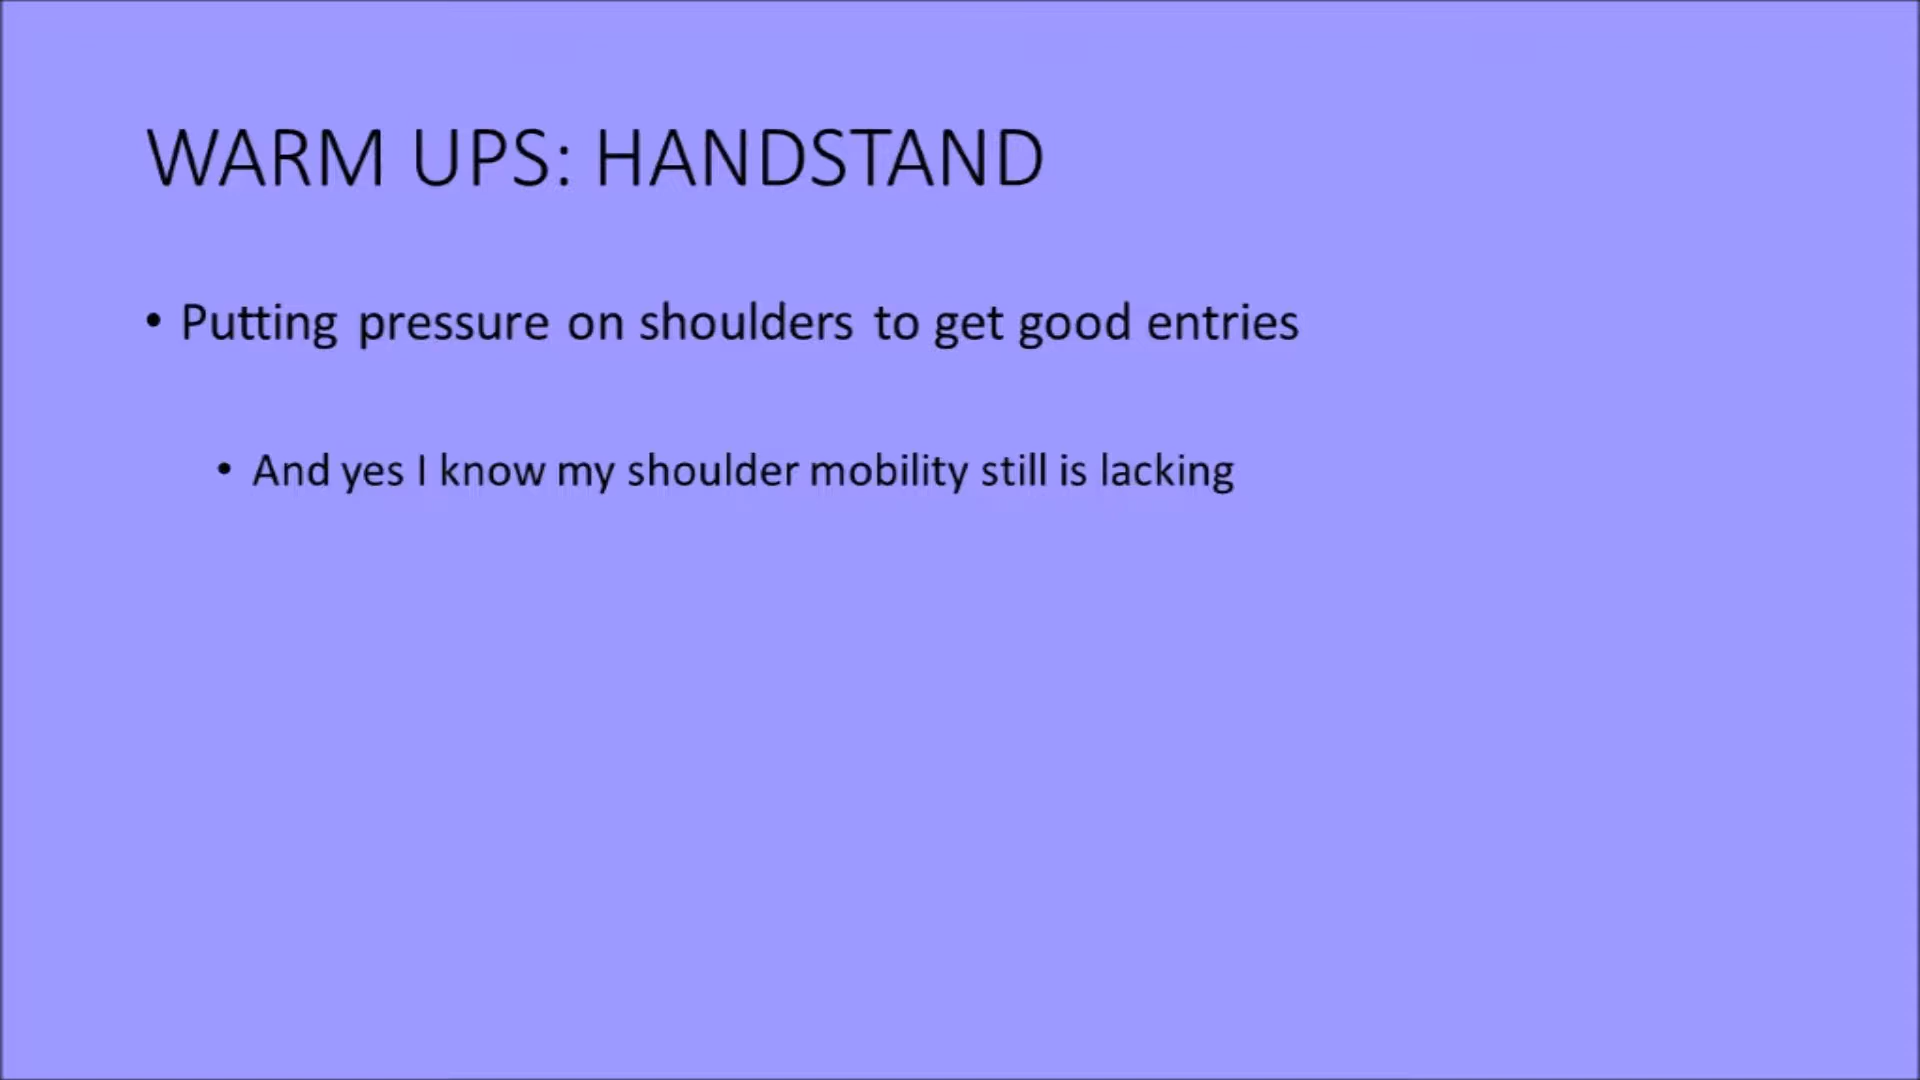 WARM UPS: HANDSTAND
• Putting pressure on shoulders to get good entries
• And yes I know my shoulder mobility still is lacking